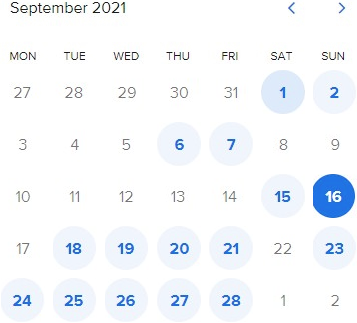 September 2021
MON TUE WED THU FRI SAT SUN
27 28 29 30 31 1 2
3 4 5 6 7 8 9
10 11 12 13 14 15 16
17 18 19 20 21 22 23
24 25 26 27 28 1 2